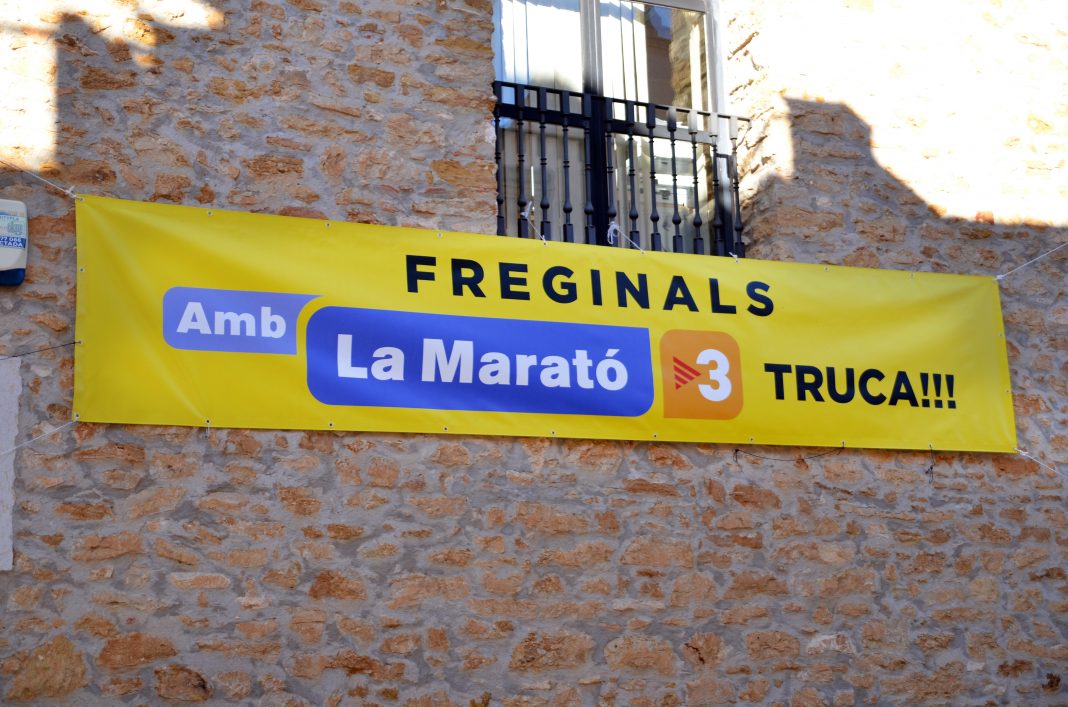 FREGINALS
Amb
La Marató
3
TRUCA!!!